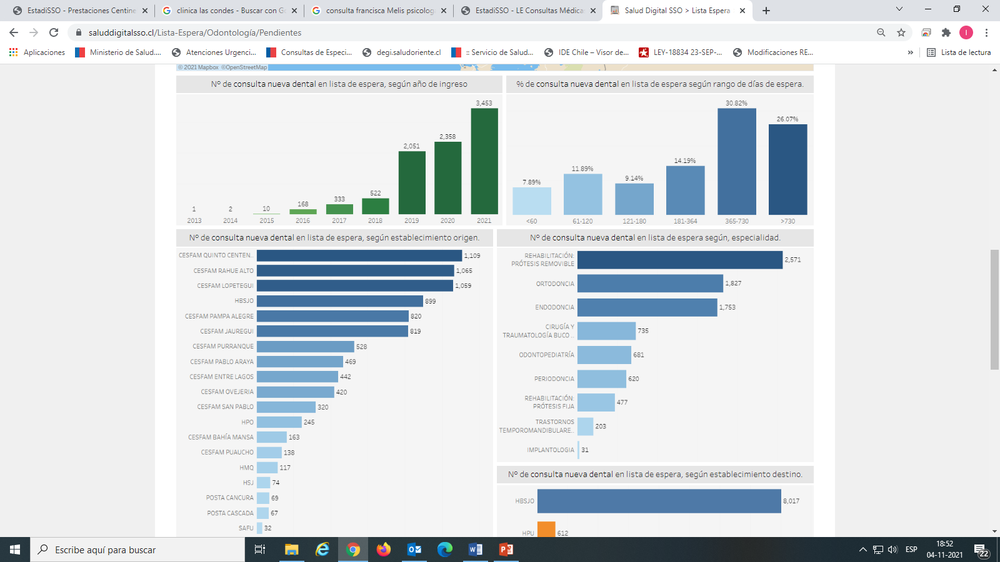 EstadiSSO - Prestaciones Centine
clinica las condes - Buscar con Go
consulta francisca Melis psicolog
EstadiSSO - LE Consultas Médica
Salud Digital SSO > Lista Espera
saluddigitalsso.cl/Lista-Espera/Odontología/Pendientes
I
Aplicaciones
Ministerio de Salud....
Atenciones Urgenci...
Consultas de Especi...
degi.saludoriente.cl
:: Servicio de Salud...
IDE Chile – Visor de...
LEY-18834 23-SEP-...
Modificaciones RE...
»
Lista de lectura
© 2021 Mapbox © OpenStreetMap
Nº de consulta nueva dental en lista de espera, según año de ingreso
1
2
10
168
333
522
2,051
2,358
3,453
2013
2014
2015
2016
2017
2018
2019
2020
2021
% de consulta nueva dental en lista de espera según rango de días de espera.
7.89%
11.89%
9.14%
14.19%
30.82%
26.07%
<60
61-120
121-180
181-364
365-730
>730
Nº de consulta nueva dental en lista de espera, según establecimiento origen.
CESFAM QUINTO CENTEN.. 1,109
CESFAM RAHUE ALTO 1,065
CESFAM LOPETEGUI 1,059
HBSJO 899
CESFAM PAMPA ALEGRE 820
CESFAM JAUREGUI 819
CESFAM PURRANQUE 528
CESFAM PABLO ARAYA 469
CESFAM ENTRE LAGOS 442
CESFAM OVEJERIA 420
CESFAM SAN PABLO 320
HPO 245
CESFAM BAHÍA MANSA 163
CESFAM PUAUCHO 138
HMQ 117
HSJ 74
POSTA CANCURA 69
POSTA CASCADA 67
SAFU 32
Nº de consulta nueva dental en lista de espera según, especialidad.
REHABILITACIÓN:
PRÓTESIS REMOVIBLE 2,571
ORTODONCIA 1,827
ENDODONCIA 1,753
CIRUGÍA Y
TRAUMATOLOGÍA BUCO .. 735
ODONTOPEDIATRÍA 681
PERIODONCIA 620
REHABILITACIÓN:
PRÓTESIS FIJA 477
TRASTORNOS
TEMPOROMANDIBULARE.. 203
IMPLANTOLOGIA 31
Nº de consulta nueva dental en lista de espera, según establecimiento destino.
HBSJO 8,017
HPU 612
Escribe aquí para buscar
ESP
18:52
04-11-2021
22